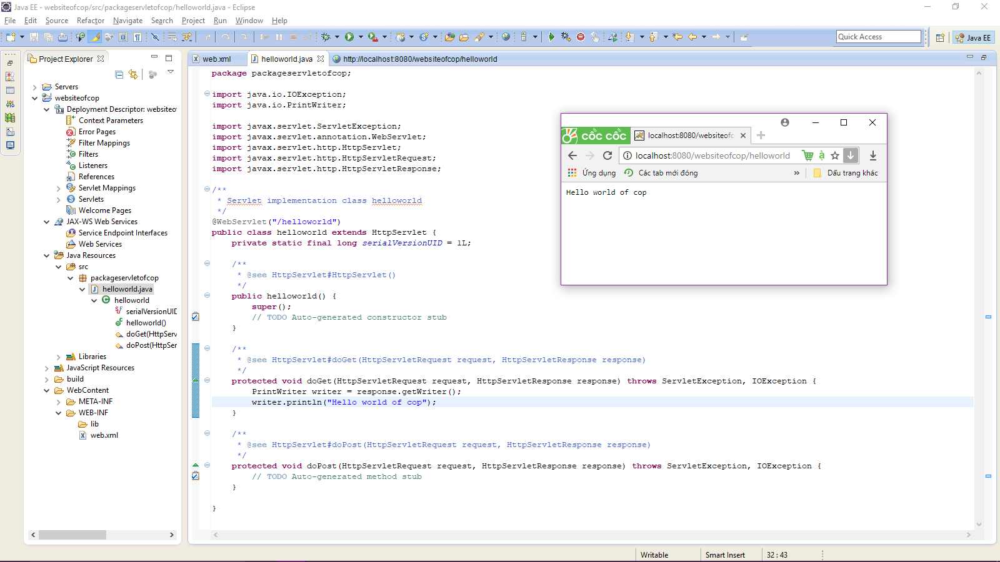 Java EE - websiteofcop/src/packageservletofcop/helloworld.java - Eclipse
File Edit Source Refactor Navigate Search Project Run Window Help
Quick Access
Java EE
Project Explorer
Servers
websiteofcop
Deployment Descriptor: websiteof
Context Parameters
Error Pages
Filter Mappings
Filters
Listeners
References
Servlet Mappings
Servlets
Welcome Pages
JAX-WS Web Services
Service Endpoint Interfaces
Web Services
Java Resources
src
packageservletofcop
helloworld.java
helloworld
serialVersionUID
helloworld()
doGet(HttpServ
doPost(HttpSer
Libraries
JavaScript Resources
build
WebContent
META-INF
WEB-INF
lib
web.xml
web.xml helloworld.java http://localhost:8080/websiteofcop/helloworld
package packageservletofcop;
import java.io.IOException;
import java.io.PrintWriter;
import javax.servlet.ServletException;
import javax.servlet.annotation.WebServlet;
import javax.servlet.http.HttpServlet;
import javax.servlet.http.HttpServletRequest;
import javax.servlet.http.HttpServletResponse;
/**
* Servlet implementation class helloworld
*/
@WebServlet("/helloworld")
public class helloworld extends HttpServlet {
private static final long serialVersionUID = 1L;
/**
* @see HttpServlet#HttpServlet()
*/
public helloworld() {
super();
// TODO Auto-generated constructor stub
}
/**
* @see HttpServlet#doGet(HttpServletRequest request, HttpServletResponse response)
*/
protected void doGet(HttpServletRequest request, HttpServletResponse response) throws ServletException, IOException {
PrintWriter writer = response.getWriter();
writer.println("Hello world of cop");
}
/**
* @see HttpServlet#doPost(HttpServletRequest request, HttpServletResponse response)
*/
protected void doPost(HttpServletRequest request, HttpServletResponse response) throws ServletException, IOException {
// TODO Auto-generated method stub
}
}
cốc cốc localhost:8080/websiteofc
localhost:8080/websiteofcop/helloworld à
Ứng dụng Các tab mới đóng » Dấu trang khác
Hello world of cop
Writable Smart Insert 32 : 43